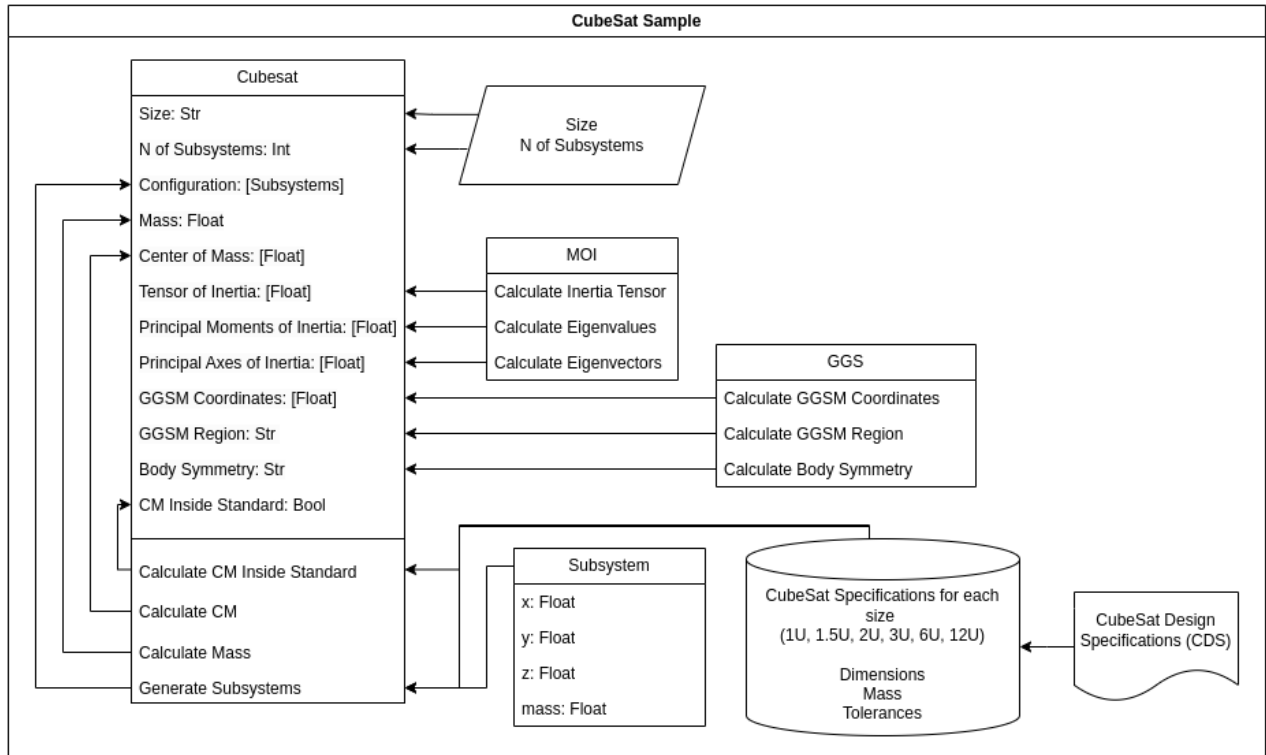 CubeSat Sample
Cubesat
Size: Str
N of Subsystems: Int
Configuration: [Subsystems]
Mass: Float
Center of Mass: [Float]
Tensor of Inertia: [Float]
Principal Moments of Inertia: [Float]
Principal Axes of Inertia: [Float]
GGSM Coordinates: [Float]
GGSM Region: Str
Body Symmetry: Str
CM Inside Standard: Bool
Calculate CM Inside Standard
Calculate CM
Calculate Mass
Generate Subsystems
Size
N of Subsystems
MOI
Calculate Inertia Tensor
Calculate Eigenvalues
Calculate Eigenvectors
GGS
Calculate GGSM Coordinates
Calculate GGSM Region
Calculate Body Symmetry
Subsystem
x: Float
y: Float
z: Float
mass: Float
CubeSat Specifications for each
size
(1U, 1.5U, 2U, 3U, 6U, 12U)
Dimensions
Mass
Tolerances
CubeSat Design
Specifications (CDS)